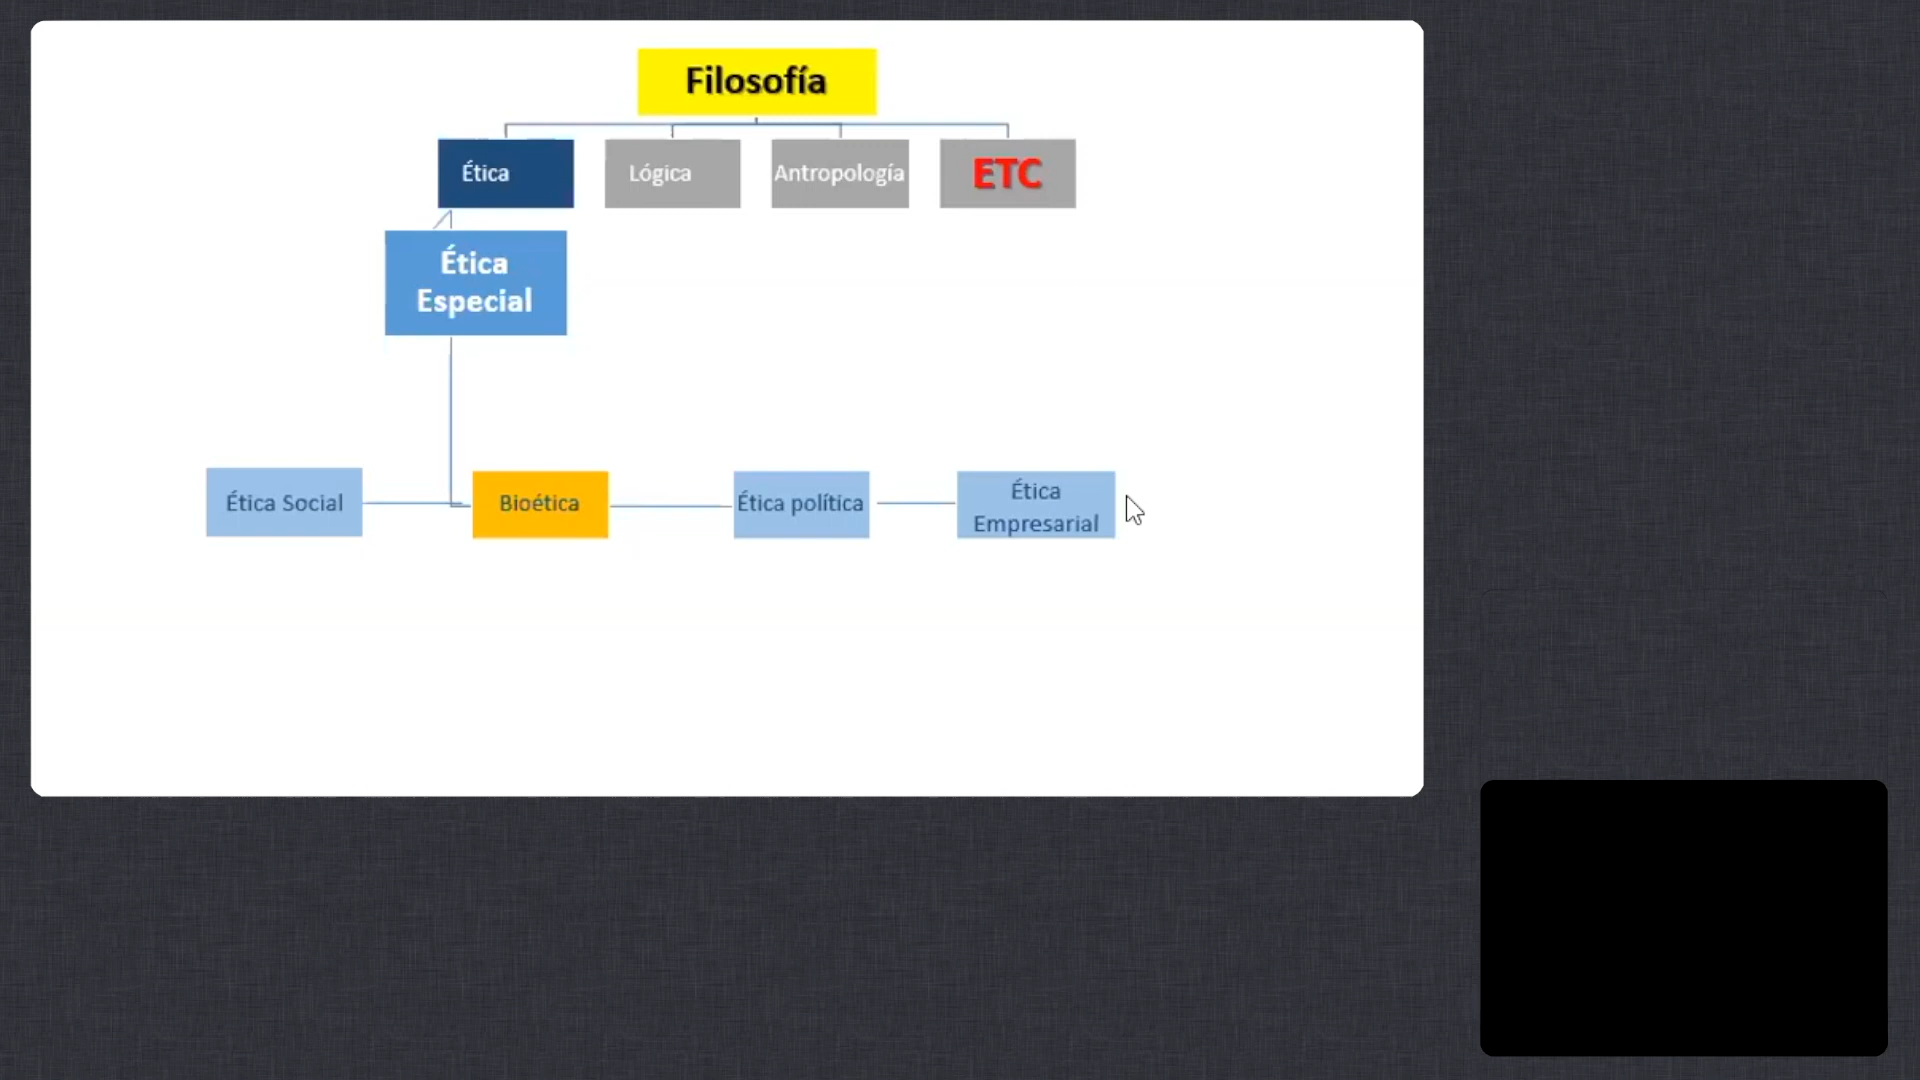 Filosofía
Ética
Lógica
Antropología
ETC
Ética
Especial
Ética Social
Bioética
Ética política
Ética
Empresarial